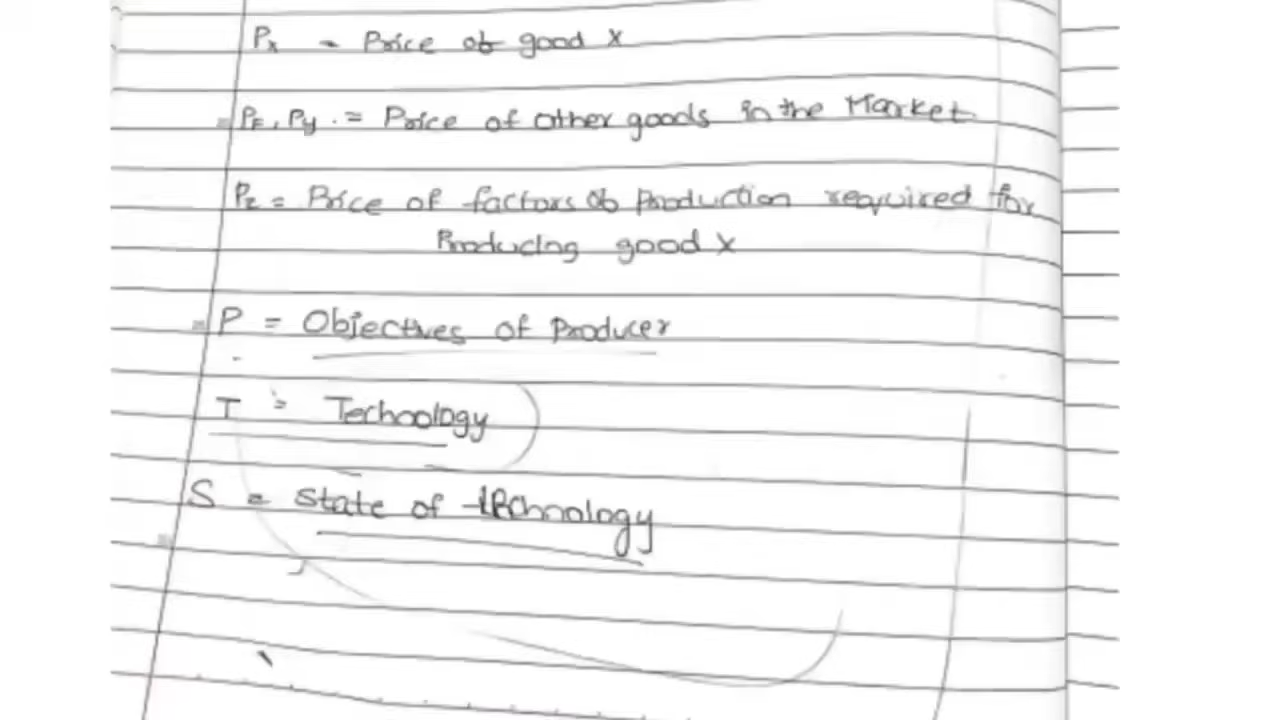 Px - Price of good X
PF, Py. = Price of other goods in the Market
Pz = Price of factors of Production required for
Producing good X
P = Objectives of Producer
T = Technology
S = State of technology